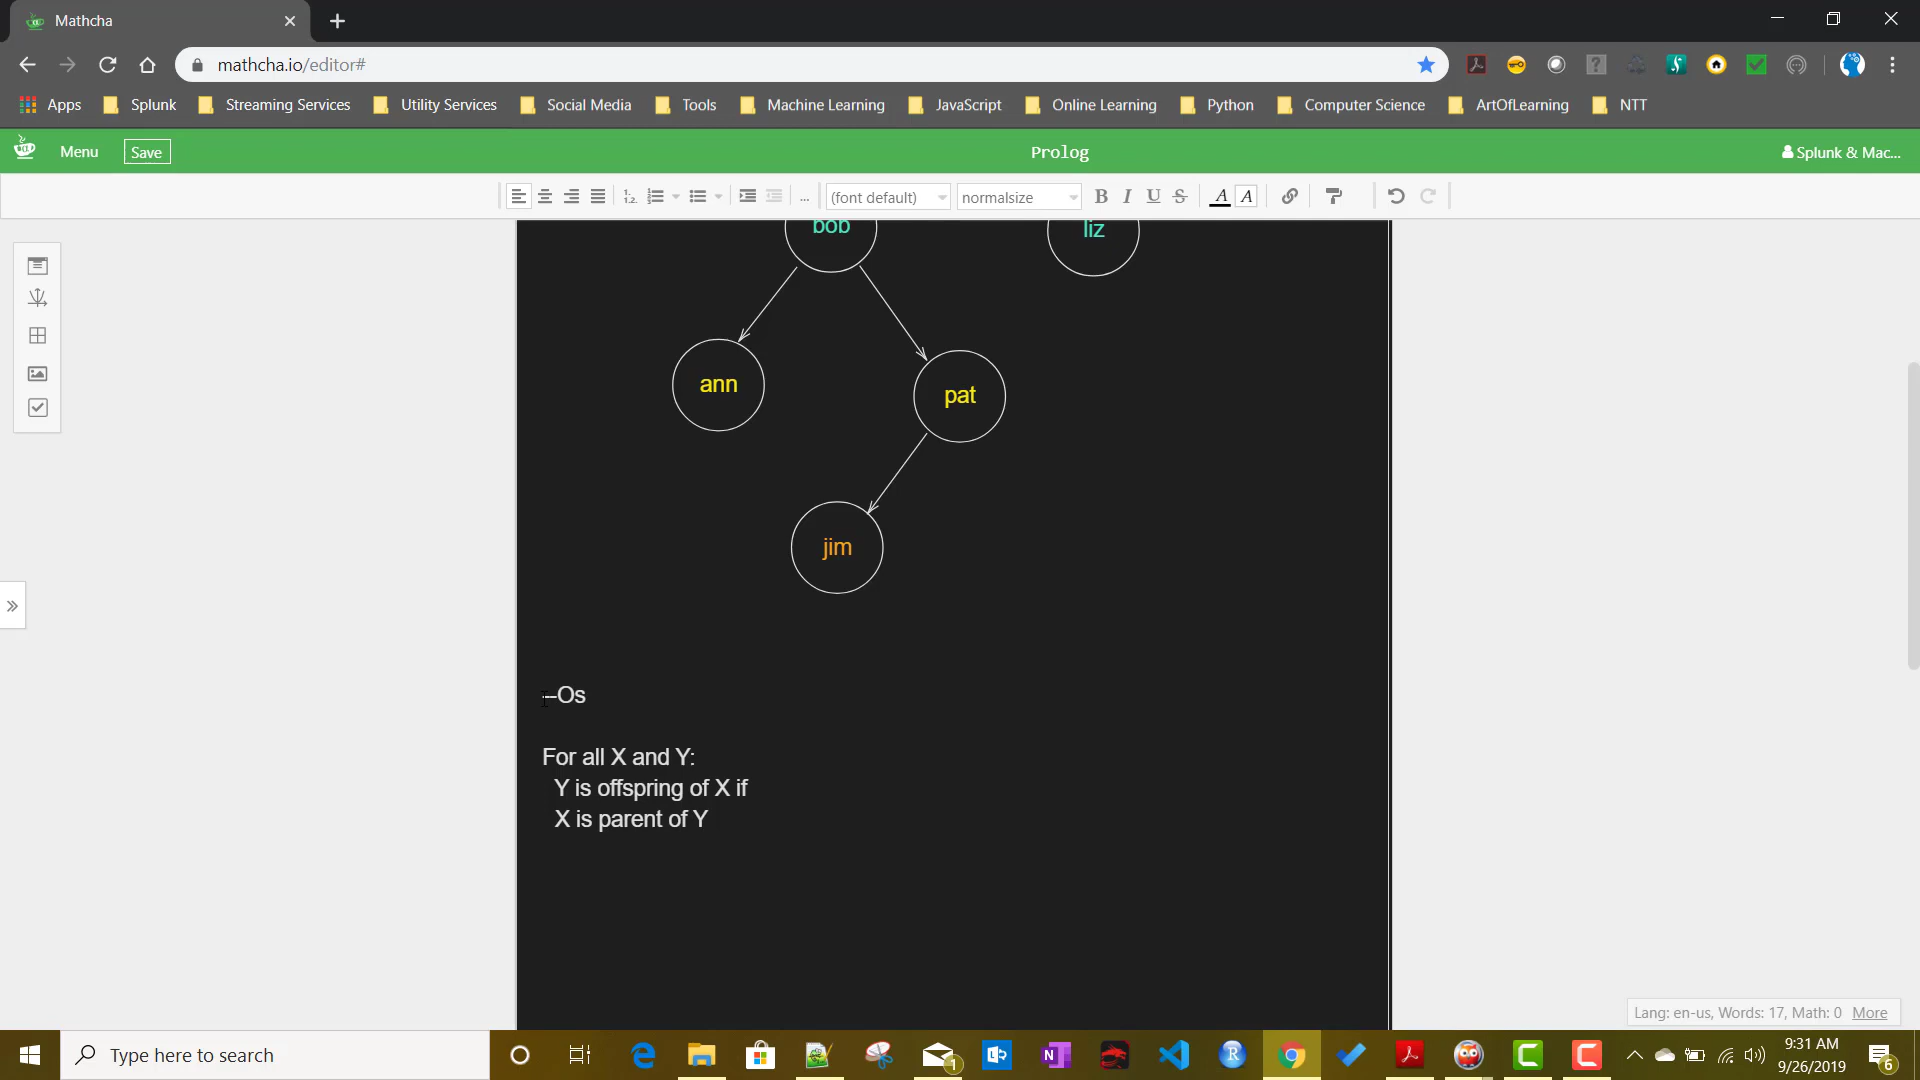 Mathcha
mathcha.io/editor#
Apps Splunk Streaming Services Utility Services Social Media Tools Machine Learning JavaScript Online Learning Python Computer Science ArtOfLearning NTT
Menu Save Prolog Splunk & Mac...
(font default) normalsize B I U S A A
bob
liz
ann
pat
jim
--Os
For all X and Y:
Y is offspring of X if
X is parent of Y
Lang: en-us, Words: 17, Math: 0 More
Type here to search
1
9:31 AM
9/26/2019
6